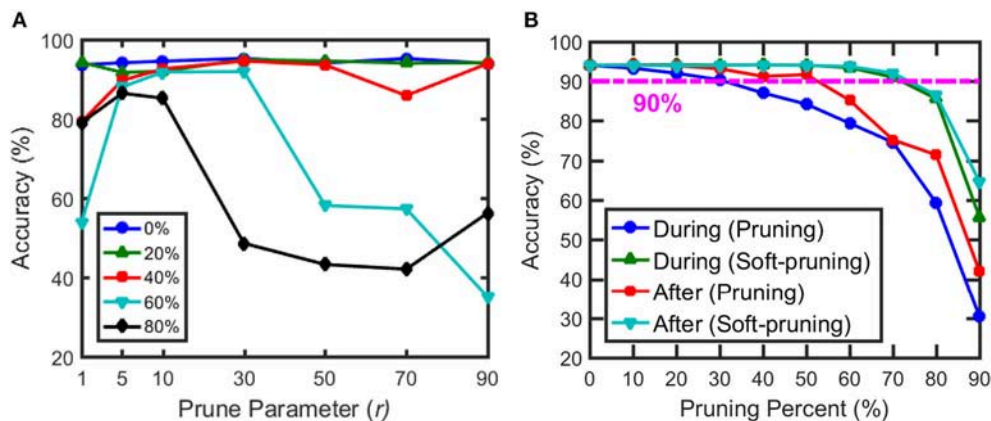 A
B
100
80
60
40
20
Accuracy (%)
0%
20%
40%
60%
80%
1 5 10 30 50 70 90
Prune Parameter (r)
100
90
80
70
60
50
40
30
20
Accuracy (%)
90%
During (Pruning)
During (Soft-pruning)
After (Pruning)
After (Soft-pruning)
0 10 20 30 40 50 60 70 80 90
Pruning Percent (%)